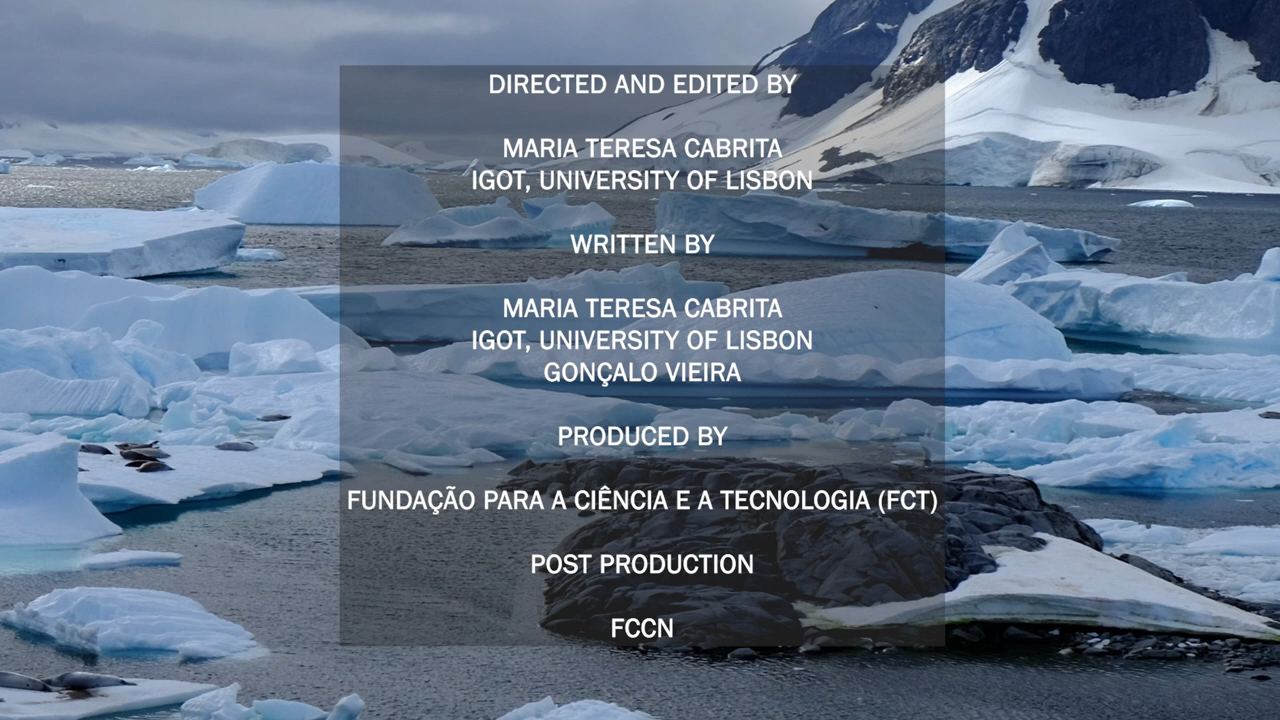 DIRECTED AND EDITED BY
MARIA TERESA CABRITA
IGOT, UNIVERSITY OF LISBON
WRITTEN BY
MARIA TERESA CABRITA
IGOT, UNIVERSITY OF LISBON
GONÇALO VIEIRA
PRODUCED BY
FUNDAÇÃO PARA A CIÊNCIA E A TECNOLOGIA (FCT)
POST PRODUCTION
FCCN